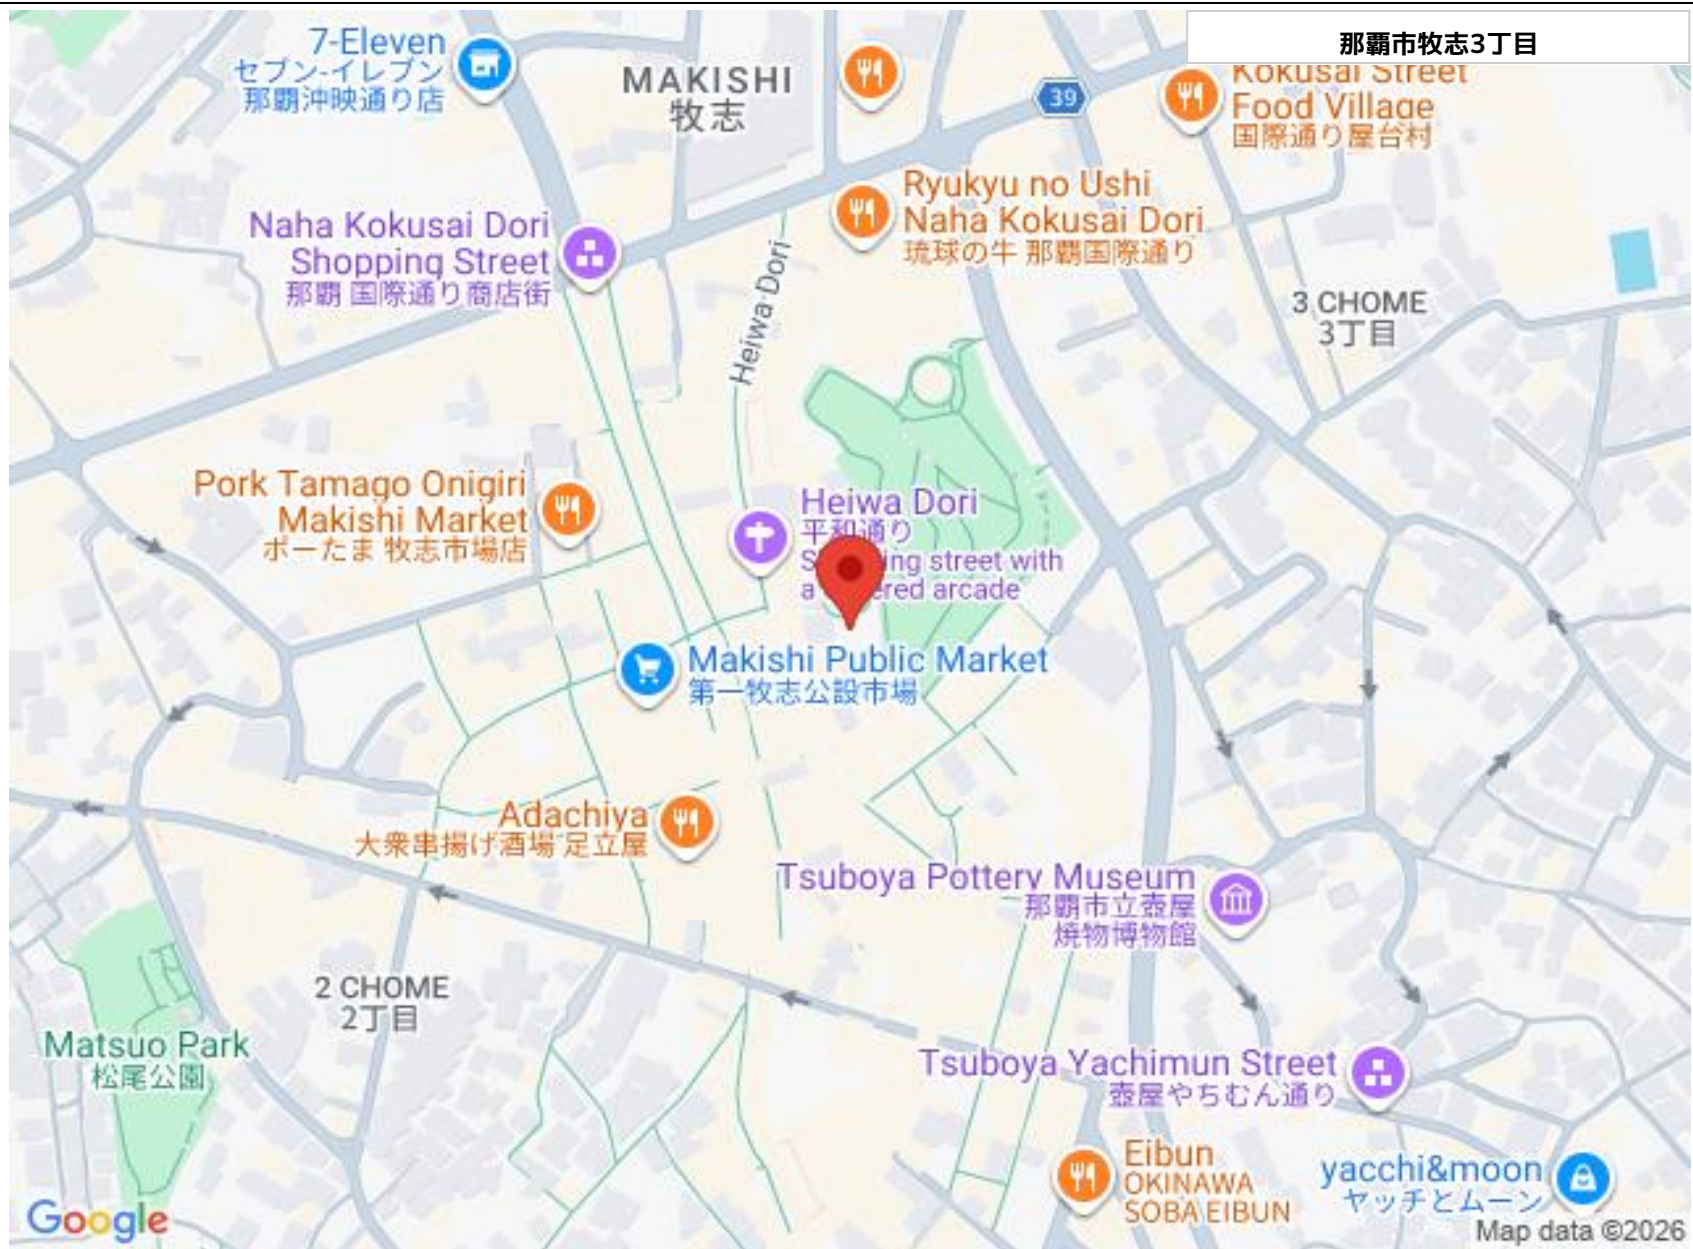 那覇市牧志3丁目
7-Eleven
セブン-イレブン
那覇沖映通り店
MAKISHI
牧志
39
Kokusai Street
Food Village
国際通り屋台村
Ryukyu no Ushi
Naha Kokusai Dori
琉球の牛 那覇国際通り
Naha Kokusai Dori
Shopping Street
那覇 国際通り商店街
Heiwa Dori
3 CHOME
3丁目
Pork Tamago Onigiri
Makishi Market
ポーたま 牧志市場店
Heiwa Dori
平和通り
street with
arcade
Makishi Public Market
第一牧志公設市場
Adachiya
大衆串揚げ酒場 足立屋
Tsuboya Pottery Museum
那覇市立壺屋
焼物博物館
2 CHOME
2丁目
Matsuo Park
松尾公園
Tsuboya Yachimun Street
壺屋やちむん通り
Eibun
OKINAWA
SOBA EIBUN
yacchi&moon
ヤッチとムーン
Google
Map data ©2026